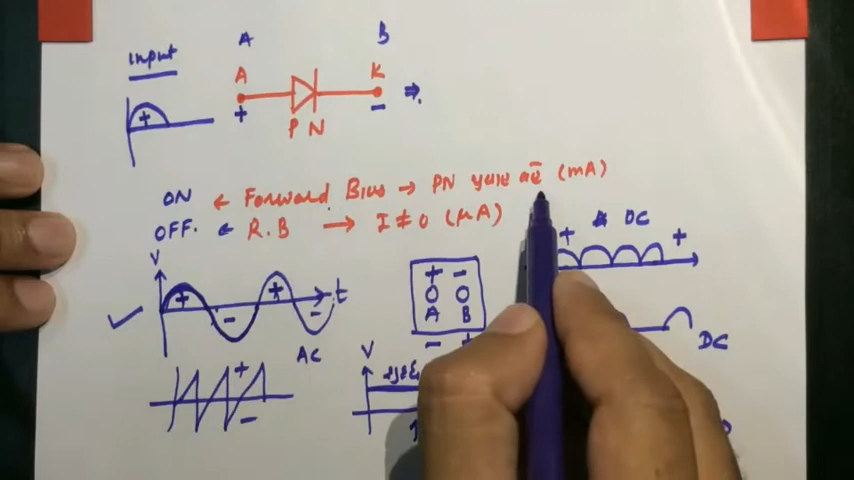 Input
A B
A K
+
+ -
P N
ON ← Forward Bias → PN (mA)
OFF. ← R.B → I ≠ 0 (μA)
V
+ + t
- -
AC
+
-
+ -
A B
- +
V
+ DC +
DC